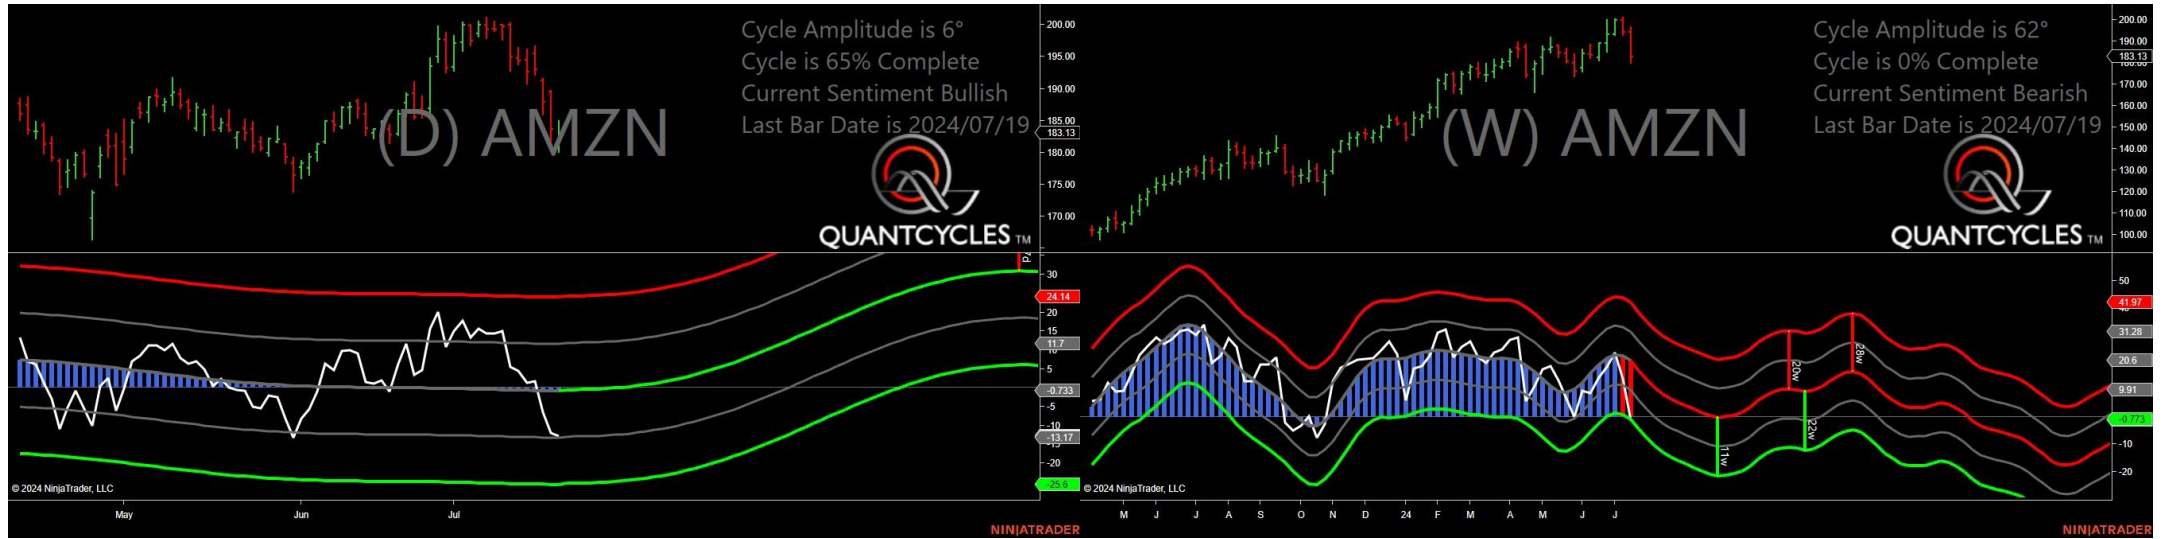 Cycle Amplitude is 6°
Cycle is 65% Complete
Current Sentiment Bullish
Last Bar Date is 2024/07/19
(D) AMZN
QUANTCYCLES TM
200.00
195.00
190.00
185.00
183.13
180.00
175.00
170.00
7d
30
24.14
20
15
11.7
5
-0.733
-5
-10
-13.17
-20
-25.6
© 2024 NinjaTrader, LLC
May Jun Jul
NINJATRADER
Cycle Amplitude is 62°
Cycle is 0% Complete
Current Sentiment Bearish
Last Bar Date is 2024/07/19
(W) AMZN
QUANTCYCLES TM
200.00
190.00
183.13
170.00
160.00
150.00
140.00
130.00
120.00
110.00
100.00
50
41.97
31.28
20.6
9.91
-0.773
-10
-20
11w
20w
22w
28w
© 2024 NinjaTrader, LLC
M J J A S O N D 24 F M A M J J
NINJATRADER